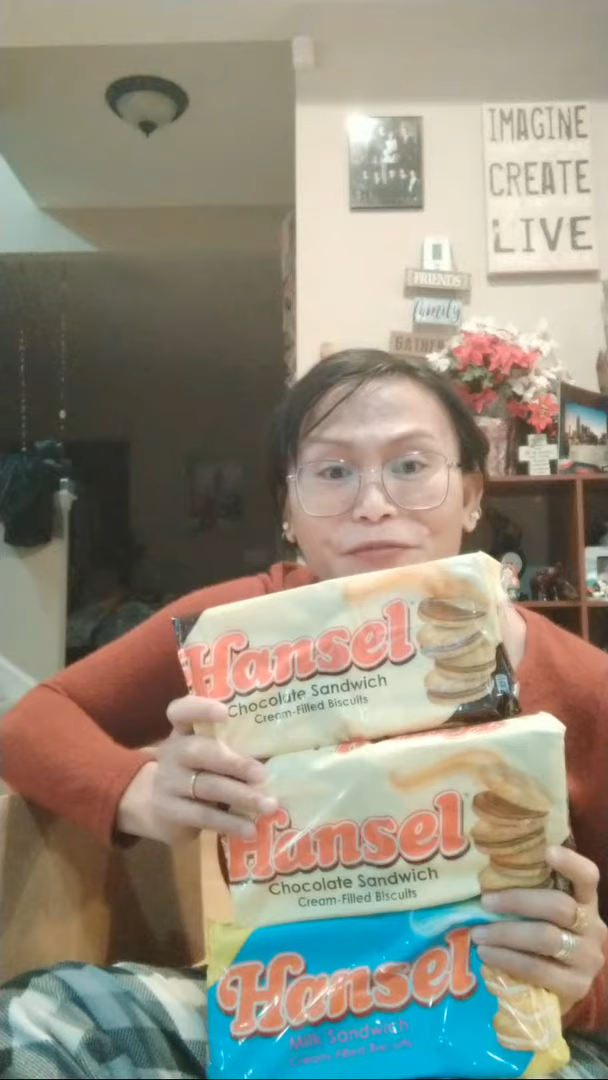 IMAGINE
CREATE
LIVE
FRIENDS
family
GATHER
Hansel
Chocolate Sandwich
Cream-Filled Biscuits
Hansel
Chocolate Sandwich
Cream-Filled Biscuits
Hansel
Milk Sandwich
Cream-Filled Biscuits